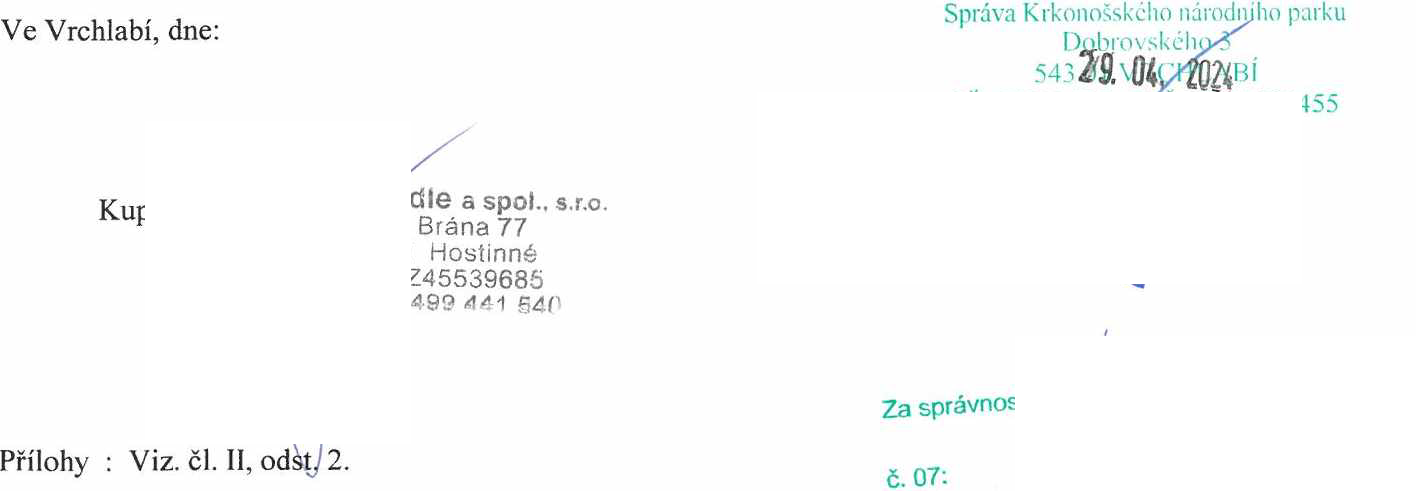 Ve Vrchlabí, dne:
Správa Krkonošského národního parku
Dobrovského 3
543
29. 04. 2024
BÍ
455
Kup
dle a spol., s.r.o.
Brána 77
Hostinné
Z45539685
499 441 540
Za správnos
Přílohy : Viz. čl. II, odst. 2.
č. 07: